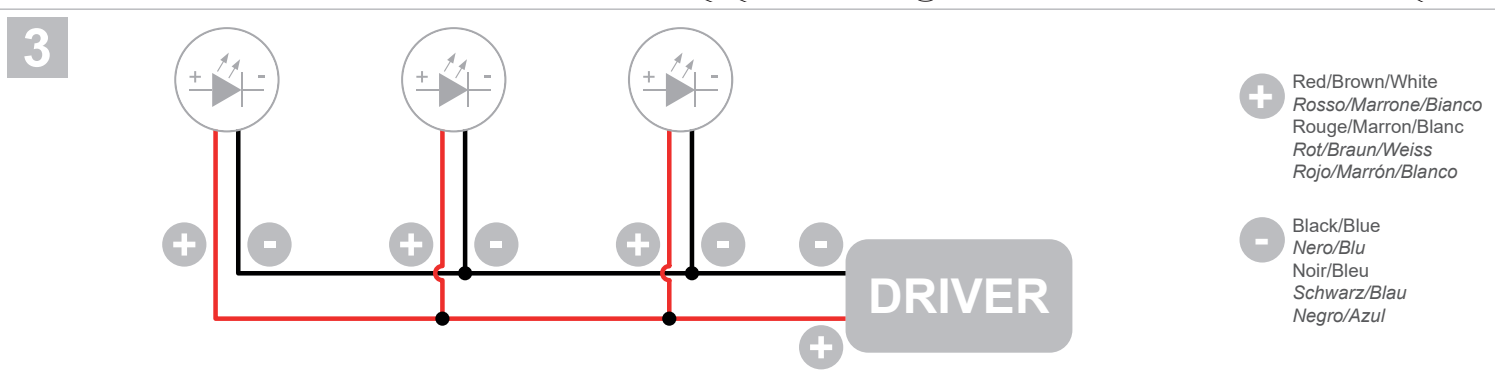 3
+ -
+ -
+ -
+ - + - + - -
DRIVER
+
+ Red/Brown/White
Rosso/Marrone/Bianco
Rouge/Marron/Blanc
Rot/Braun/Weiss
Rojo/Marrón/Blanco
- Black/Blue
Nero/Blu
Noir/Bleu
Schwarz/Blau
Negro/Azul